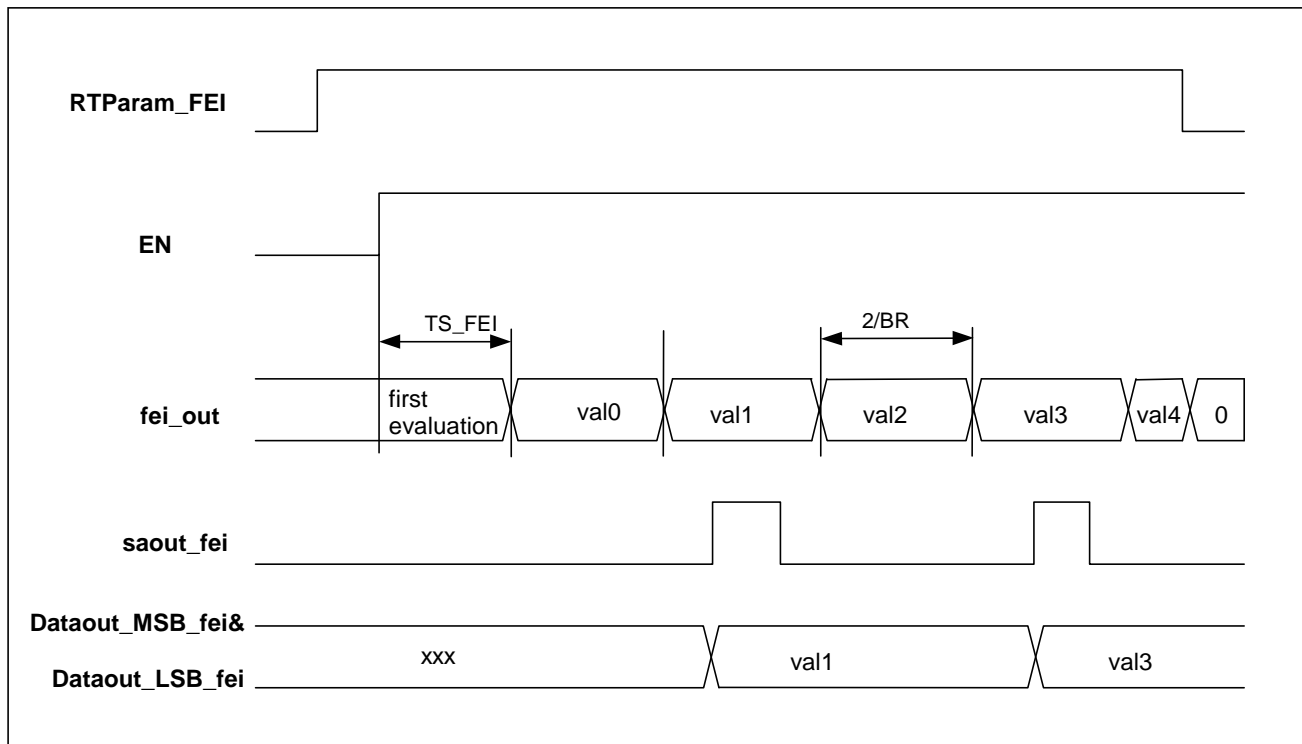 RTParam_FEI
EN
TS_FEI
2/BR
fei_out
first
evaluation
val0
val1
val2
val3
val4
0
saout_fei
Dataout_MSB_fei&
Dataout_LSB_fei
xxx
val1
val3